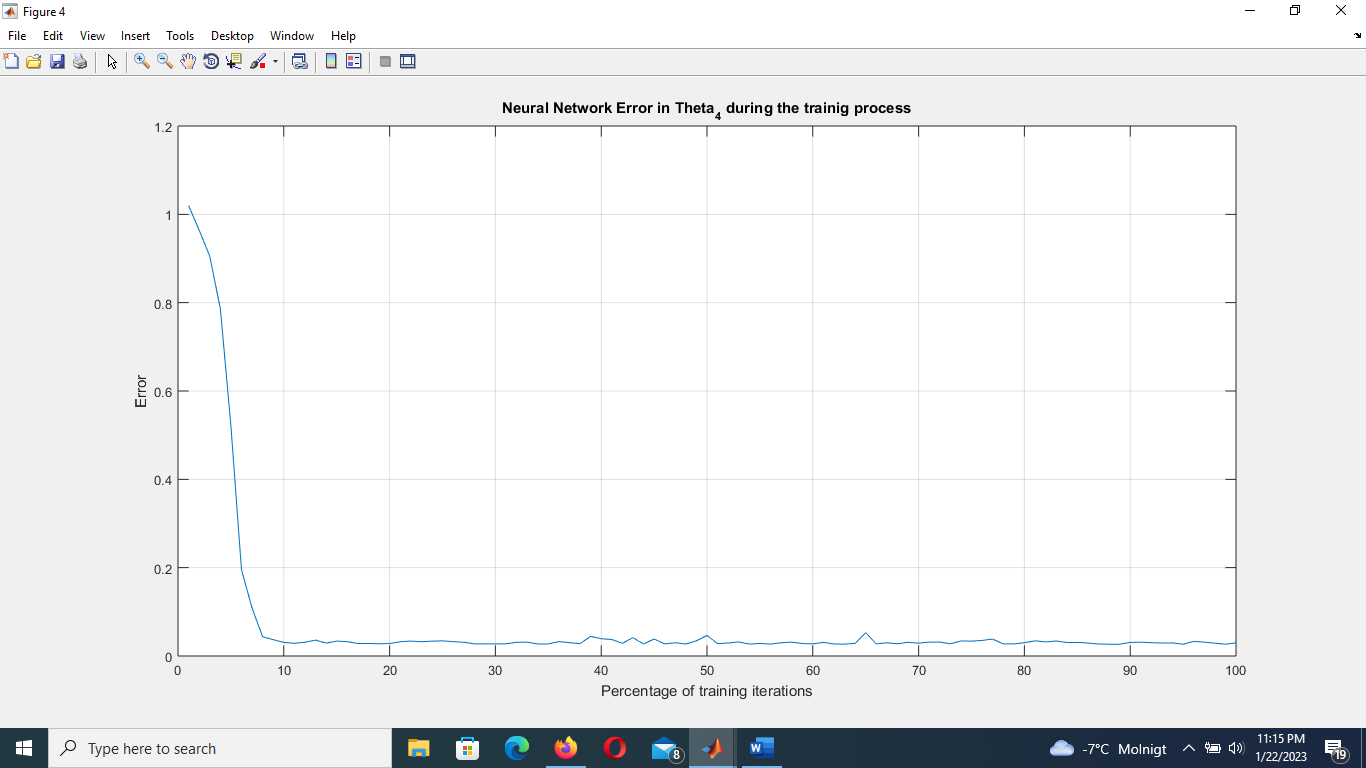 Figure 4
File Edit View Insert Tools Desktop Window Help
Neural Network Error in Theta4 during the trainig process
1.2
1
0.8
0.6
0.4
0.2
0
Error
0 10 20 30 40 50 60 70 80 90 100
Percentage of training iterations
Type here to search
8
-7°C Molnigt
11:15 PM
1/22/2023
19